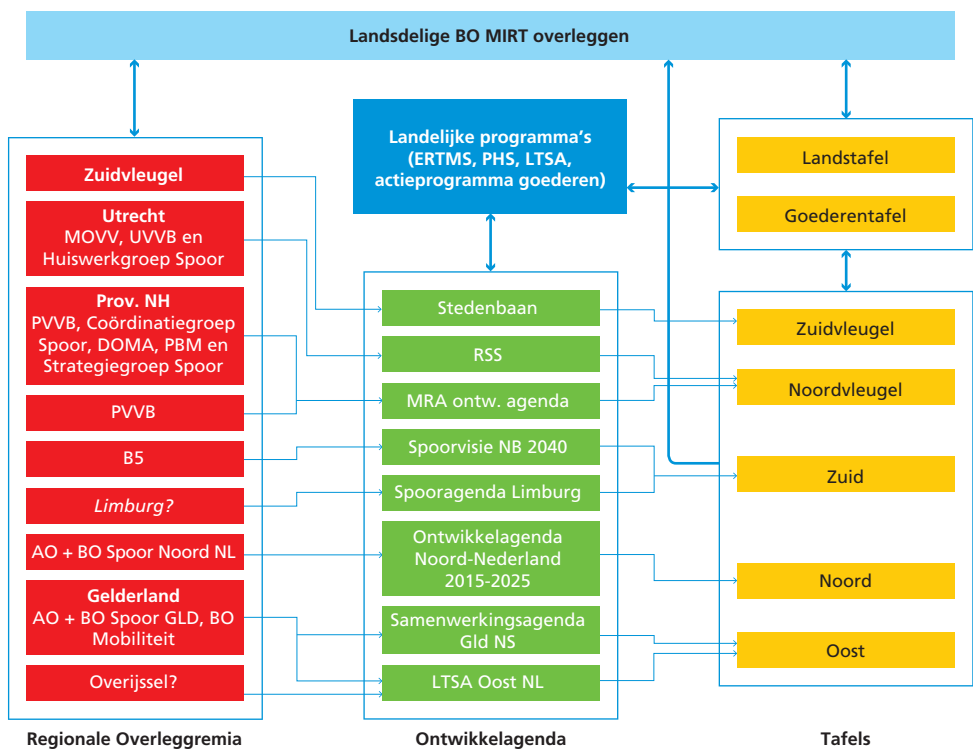 Landsdelige BO MIRT overleggen
Landelijke programma's
(ERTMS, PHS, LTSA,
actieprogramma goederen)
Zuidvleugel
Utrecht
MOVV, UVVB en
Huiswerkgroep Spoor
Prov. NH
PVVB, Coördinatiegroep
Spoor, DOMA, PBM en
Strategiegroep Spoor
PVVB
B5
Limburg?
AO + BO Spoor Noord NL
Gelderland
AO + BO Spoor GLD, BO
Mobiliteit
Overijssel?
Regionale Overleggremia
Stedenbaan
RSS
MRA ontw. agenda
Spoorvisie NB 2040
Spooragenda Limburg
Ontwikkelagenda
Noord-Nederland
2015-2025
Samenwerkingsagenda
Gld NS
LTSA Oost NL
Ontwikkelagenda
Landstafel
Goederentafel
Zuidvleugel
Noordvleugel
Zuid
Noord
Oost
Tafels